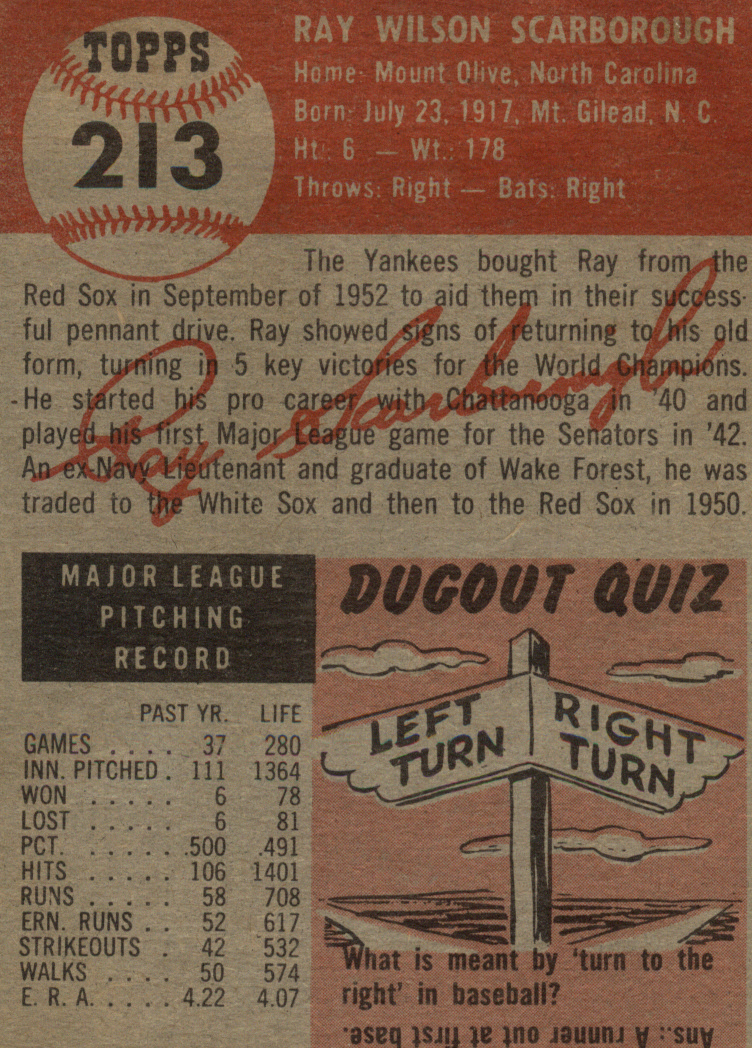 TOPPS
213
RAY WILSON SCARBOROUGH
Home: Mount Olive, North Carolina
Born: July 23, 1917, Mt. Gilead, N. C.
Ht.: 6 — Wt.: 178
Throws: Right — Bats: Right
The Yankees bought Ray from the
Red Sox in September of 1952 to aid them in their success-
ful pennant drive. Ray showed signs of returning to his old
form, turning in 5 key victories for the World Champions.
He started his pro career with Chattanooga in '40 and
played his first Major League game for the Senators in '42.
An ex-Navy Lieutenant and graduate of Wake Forest, he was
traded to the White Sox and then to the Red Sox in 1950.
Ray Scarborough
MAJOR LEAGUE
PITCHING
RECORD
PAST YR. LIFE
GAMES . . . . 37 280
INN. PITCHED . 111 1364
WON . . . . . 6 78
LOST . . . . . 6 81
PCT. . . . . . .500 .491
HITS . . . . . 106 1401
RUNS . . . . . 58 708
ERN. RUNS . . 52 617
STRIKEOUTS . 42 532
WALKS . . . . 50 574
E. R. A. . . . . . 4.22 4.07
DUGOUT QUIZ
LEFT TURN
RIGHT TURN
What is meant by 'turn to the
right' in baseball?
Ans.: A runner out at first base.